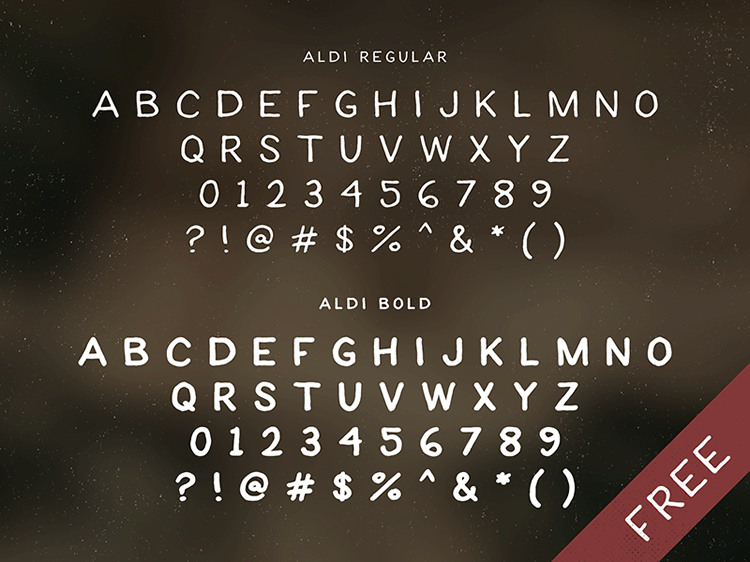 ALDI REGULAR
A B C D E F G H I J K L M N O
Q R S T U V W X Y Z
0 1 2 3 4 5 6 7 8 9
? ! @ # $ % ^ & * ( )
ALDI BOLD
A B C D E F G H I J K L M N O
Q R S T U V W X Y Z
0 1 2 3 4 5 6 7 8 9
? ! @ # $ % ^ & * ( )
FREE